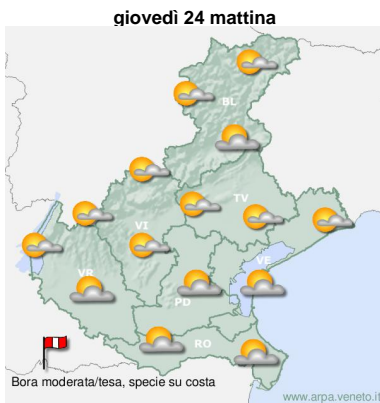 giovedì 24 mattina
BL
TV
VI
VE
VR
PD
RO
Bora moderata/tesa, specie su costa
www.arpa.veneto.it